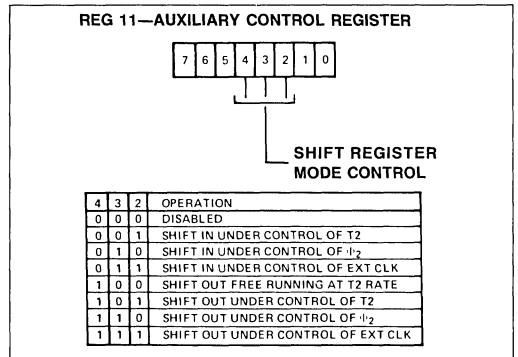 REG 11—AUXILIARY CONTROL REGISTER
7 6 5 4 3 2 1 0
SHIFT REGISTER
MODE CONTROL
4 3 2 OPERATION
0 0 0 DISABLED
0 0 1 SHIFT IN UNDER CONTROL OF T2
0 1 0 SHIFT IN UNDER CONTROL OF ϕ2
0 1 1 SHIFT IN UNDER CONTROL OF EXT CLK
1 0 0 SHIFT OUT FREE RUNNING AT T2 RATE
1 0 1 SHIFT OUT UNDER CONTROL OF T2
1 1 0 SHIFT OUT UNDER CONTROL OF ϕ2
1 1 1 SHIFT OUT UNDER CONTROL OF EXT CLK